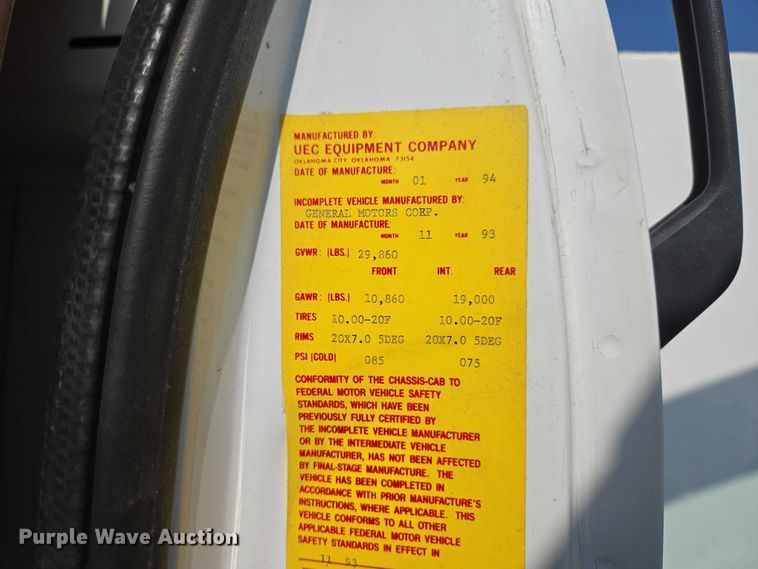 MANUFACTURED BY:
UEC EQUIPMENT COMPANY
OKLAHOMA CITY, OKLAHOMA 73154
DATE OF MANUFACTURE:
MONTH 01 YEAR 94
INCOMPLETE VEHICLE MANUFACTURED BY:
GENERAL MOTORS CORP.
DATE OF MANUFACTURE:
MONTH 11 YEAR 93
GVWR: (LBS.) 29,860
FRONT INT. REAR
GAWR: (LBS.) 10,860 19,000
TIRES 10.00-20F 10.00-20F
RIMS 20X7.0 5DEG 20X7.0 5DEG
PSI (COLD) 085 075
CONFORMITY OF THE CHASSIS-CAB TO
FEDERAL MOTOR VEHICLE SAFETY
STANDARDS, WHICH HAVE BEEN
PREVIOUSLY FULLY CERTIFIED BY
THE INCOMPLETE VEHICLE MANUFACTURER
OR BY THE INTERMEDIATE VEHICLE
MANUFACTURER, HAS NOT BEEN AFFECTED
BY FINAL-STAGE MANUFACTURE. THE
VEHICLE HAS BEEN COMPLETED IN
ACCORDANCE WITH PRIOR MANUFACTURE'S
INSTRUCTIONS, WHERE APPLICABLE. THIS
VEHICLE CONFORMS TO ALL OTHER
APPLICABLE FEDERAL MOTOR VEHICLE
SAFETY STANDARDS IN EFFECT IN
11 93
Purple Wave Auction